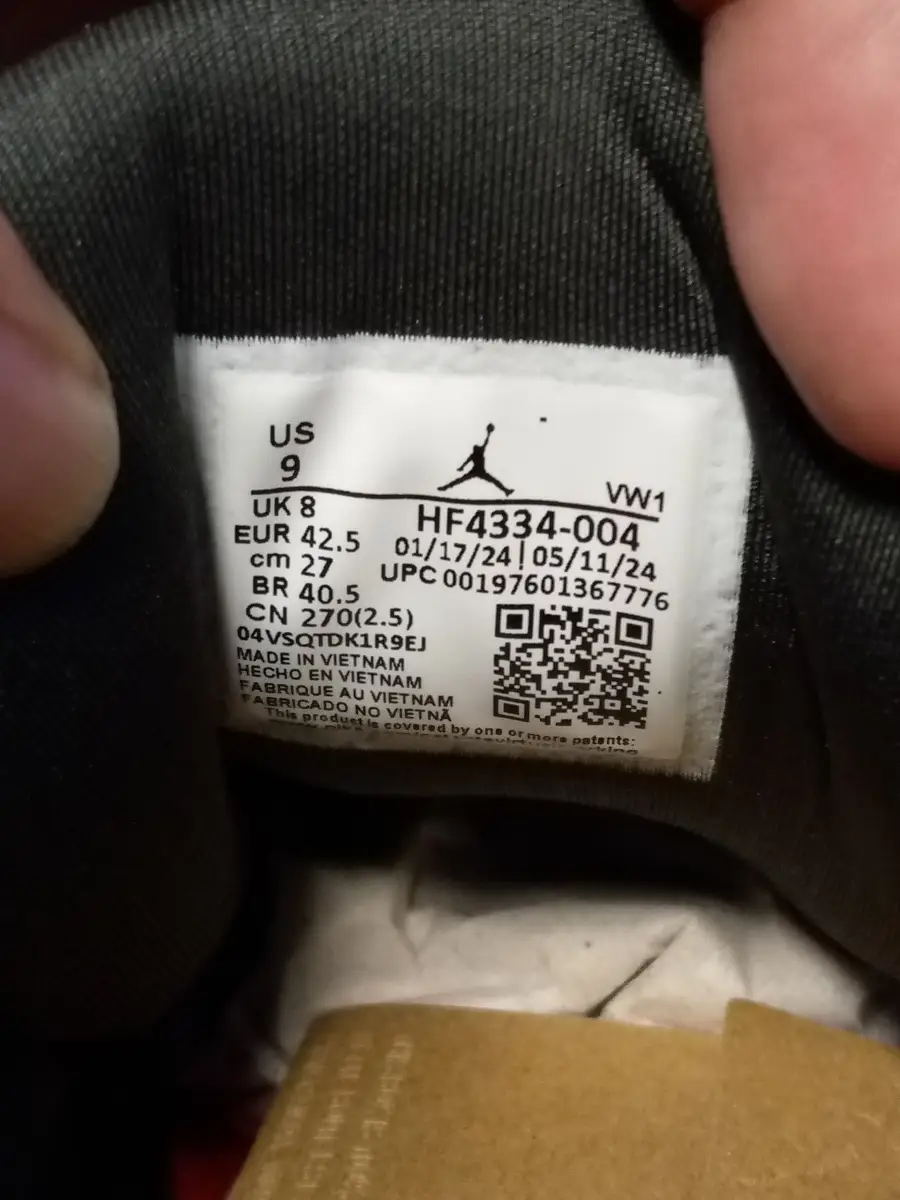 US
9
VW1
UK 8
HF4334-004
EUR 42.5
01/17/24 | 05/11/24
cm 27
UPC 00197601367776
BR 40.5
CN 270(2.5)
04VSQTDK1R9EJ
MADE IN VIETNAM
HECHO EN VIETNAM
FABRIQUE AU VIETNAM
FABRICADO NO VIETNÃ
This product is covered by one or more patents: